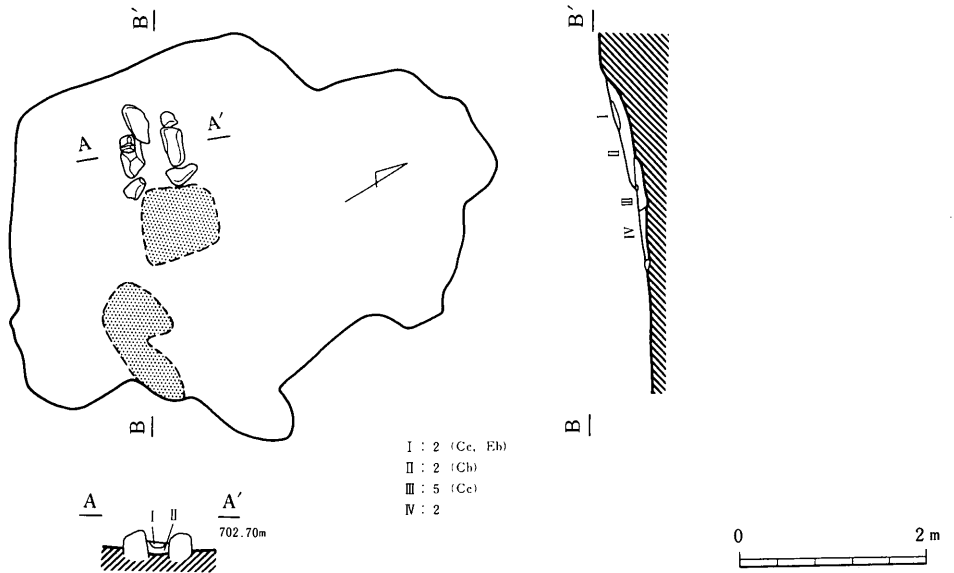 B′
B′
A
A′
I
II
III
IV
B
B
I : 2 (Cc, Eb)
II : 2 (Cb)
III : 5 (Cc)
IV : 2
A
I II
A′
702.70m
0
2 m